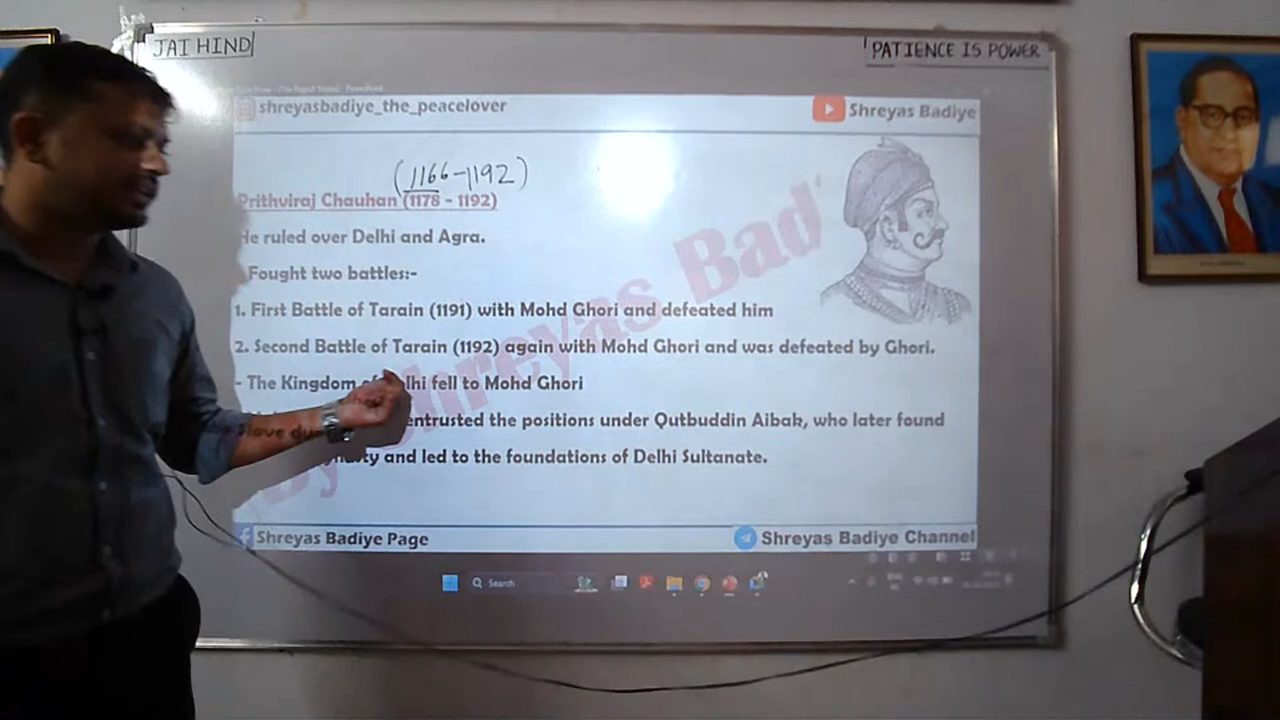 JAI HIND
PATIENCE IS POWER
shreyasbadiye_the_peacelover
Shreyas Badiye
(1166-1192)
Prithviraj Chauhan (1178 - 1192)
He ruled over Delhi and Agra.
Fought two battles:-
1. First Battle of Tarain (1191) with Mohd Ghori and defeated him
2. Second Battle of Tarain (1192) again with Mohd Ghori and was defeated by Ghori.
- The Kingdom of Delhi fell to Mohd Ghori
entrusted the positions under Qutbuddin Aibak, who later found
and led to the foundations of Delhi Sultanate.
By Shreyas Bad
Shreyas Badiye Page
Shreyas Badiye Channel
Search